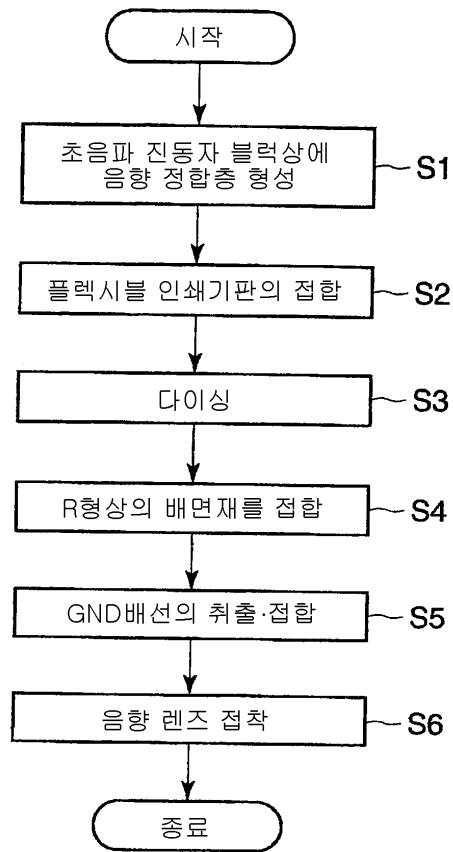 시작
초음파 진동자 블럭상에
음향 정합층 형성
S1
플렉시블 인쇄기판의 접합
S2
다이싱
S3
R형상의 배면재를 접합
S4
GND배선의 취출·접합
S5
음향 렌즈 접착
S6
종료